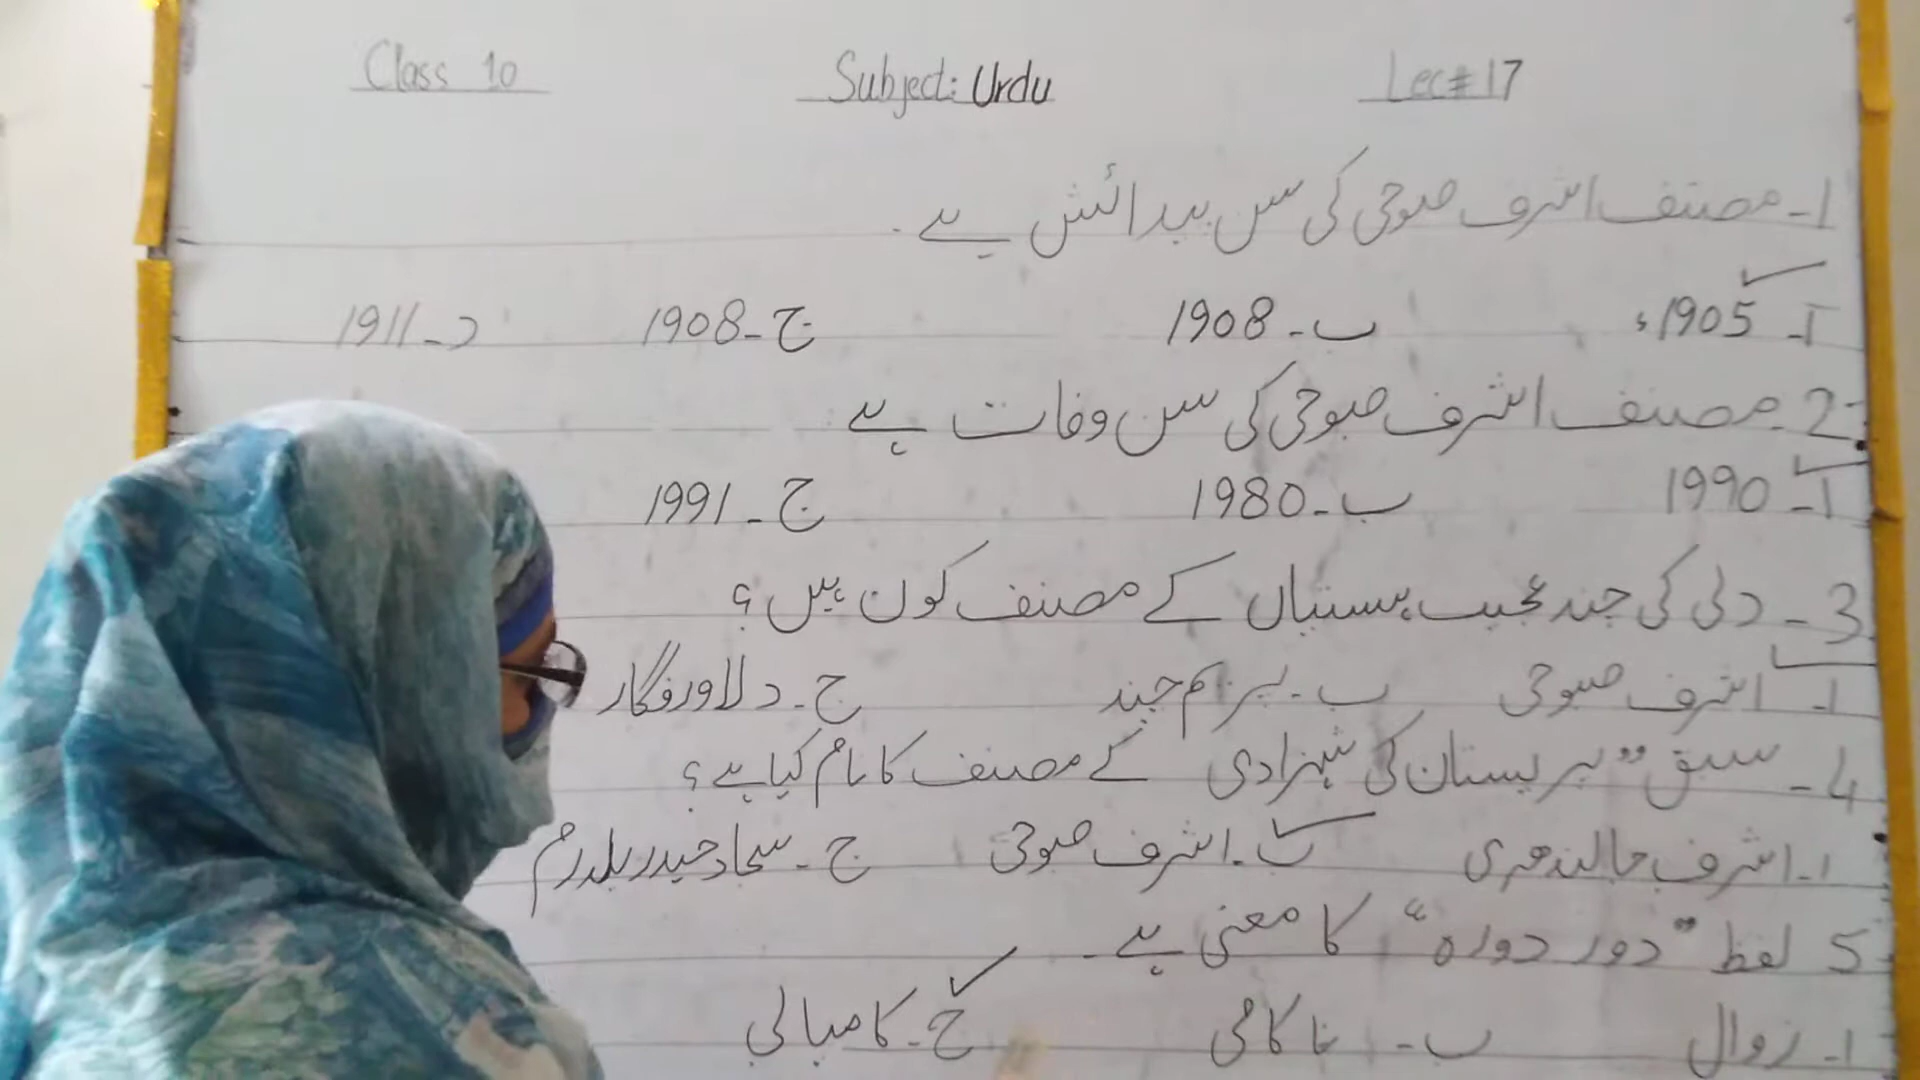 Class 10 Subject: Urdu Lec# 17
1- مصنف اشرف صبوحی کی سن پیدائش ہے۔
آ- 1905ء ب- 1908 ج- 1908 د- 1911
2- مصنف اشرف صبوحی کی سن وفات ہے
آ- 1990 ب- 1980 ج- 1991
3- دلی کی چند عجیب ہستیاں کے مصنف کون ہیں؟
ا- اشرف صبوحی ب- پریم چند ج- دلاور فگار
4- سبق "پرستان کی شہزادی کے مصنف کا نام کیا ہے؟
ا- اشرف جالندھری ب- اشرف صبوحی ج- سجاد حیدر یلدرم
5 لفظ "دور دورہ" کا معنی ہے-
ا- زوال ب- ناکامی ج- کامیابی